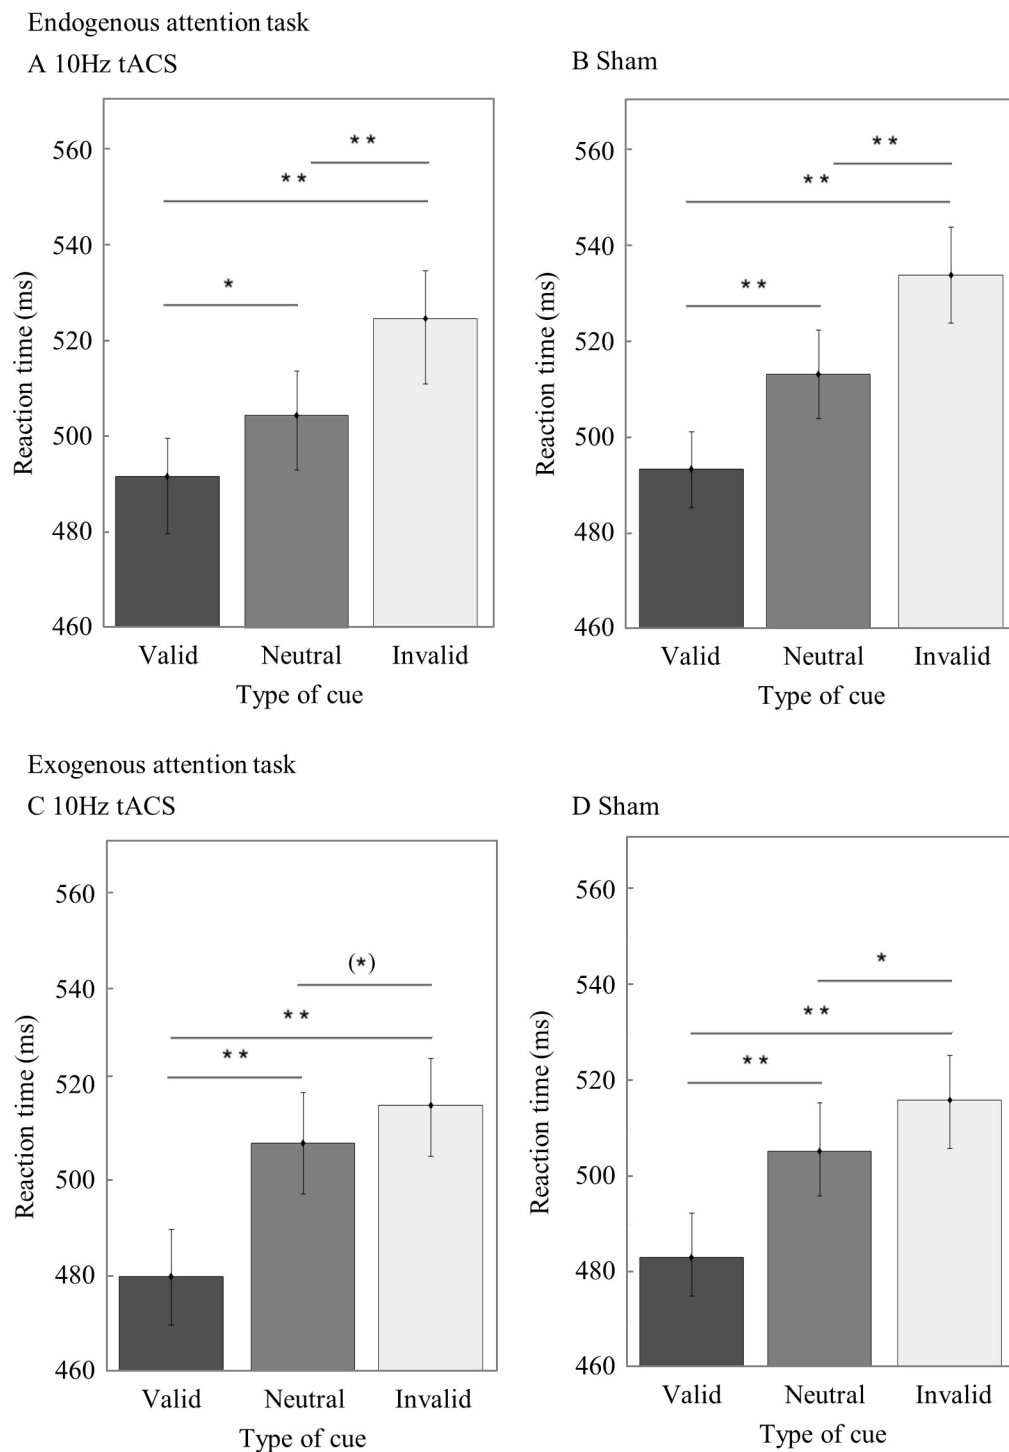 Endogenous attention task
A 10Hz tACS
B Sham
560
540
520
500
480
460
Reaction time (ms)
**
**
*
Valid Neutral Invalid
Type of cue
560
540
520
500
480
460
Reaction time (ms)
**
**
**
Valid Neutral Invalid
Type of cue
Exogenous attention task
C 10Hz tACS
D Sham
560
540
520
500
480
460
Reaction time (ms)
(*)
**
**
Valid Neutral Invalid
Type of cue
560
540
520
500
480
460
Reaction time (ms)
*
**
**
Valid Neutral Invalid
Type of cue